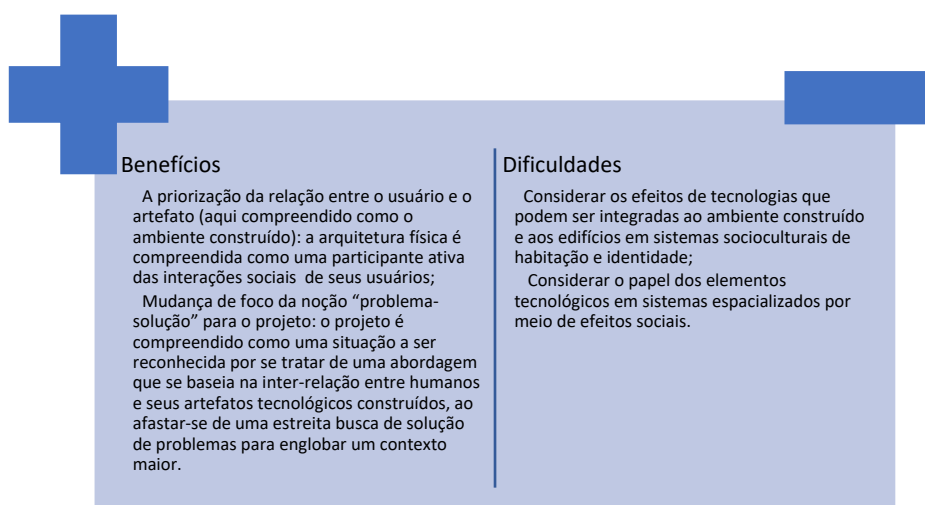 Benefícios
A priorização da relação entre o usuário e o
artefato (aqui compreendido como o
ambiente construído): a arquitetura física é
compreendida como uma participante ativa
das interações sociais de seus usuários;
Mudança de foco da noção “problema-
solução” para o projeto: o projeto é
compreendido como uma situação a ser
reconhecida por se tratar de uma abordagem
que se baseia na inter-relação entre humanos
e seus artefatos tecnológicos construídos, ao
afastar-se de uma estreita busca de solução
de problemas para englobar um contexto
maior.
Dificuldades
Considerar os efeitos de tecnologias que
podem ser integradas ao ambiente construído
e aos edifícios em sistemas socioculturais de
habitação e identidade;
Considerar o papel dos elementos
tecnológicos em sistemas espacializados por
meio de efeitos sociais.